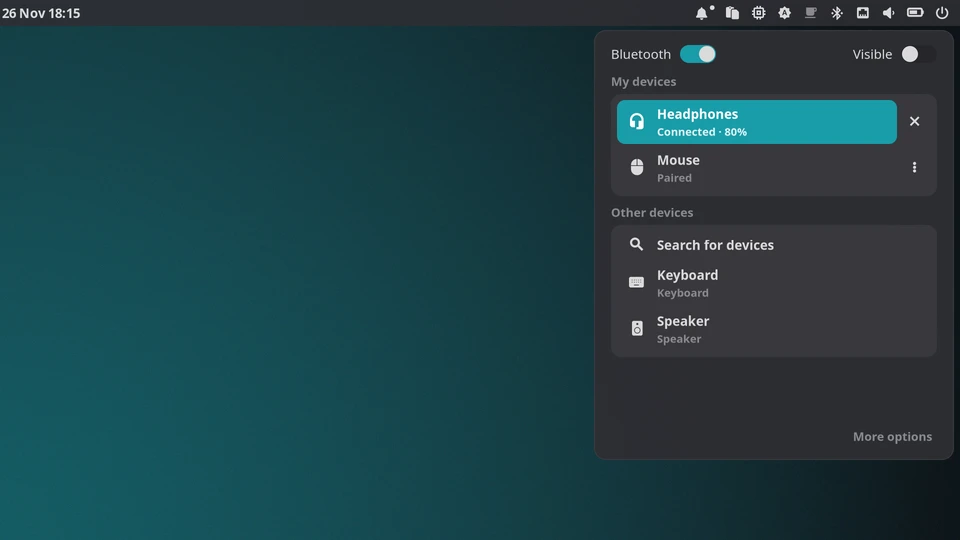 26 Nov 18:15
Bluetooth
Visible
My devices
Headphones
Connected · 80%
Mouse
Paired
Other devices
Search for devices
Keyboard
Keyboard
Speaker
Speaker
More options